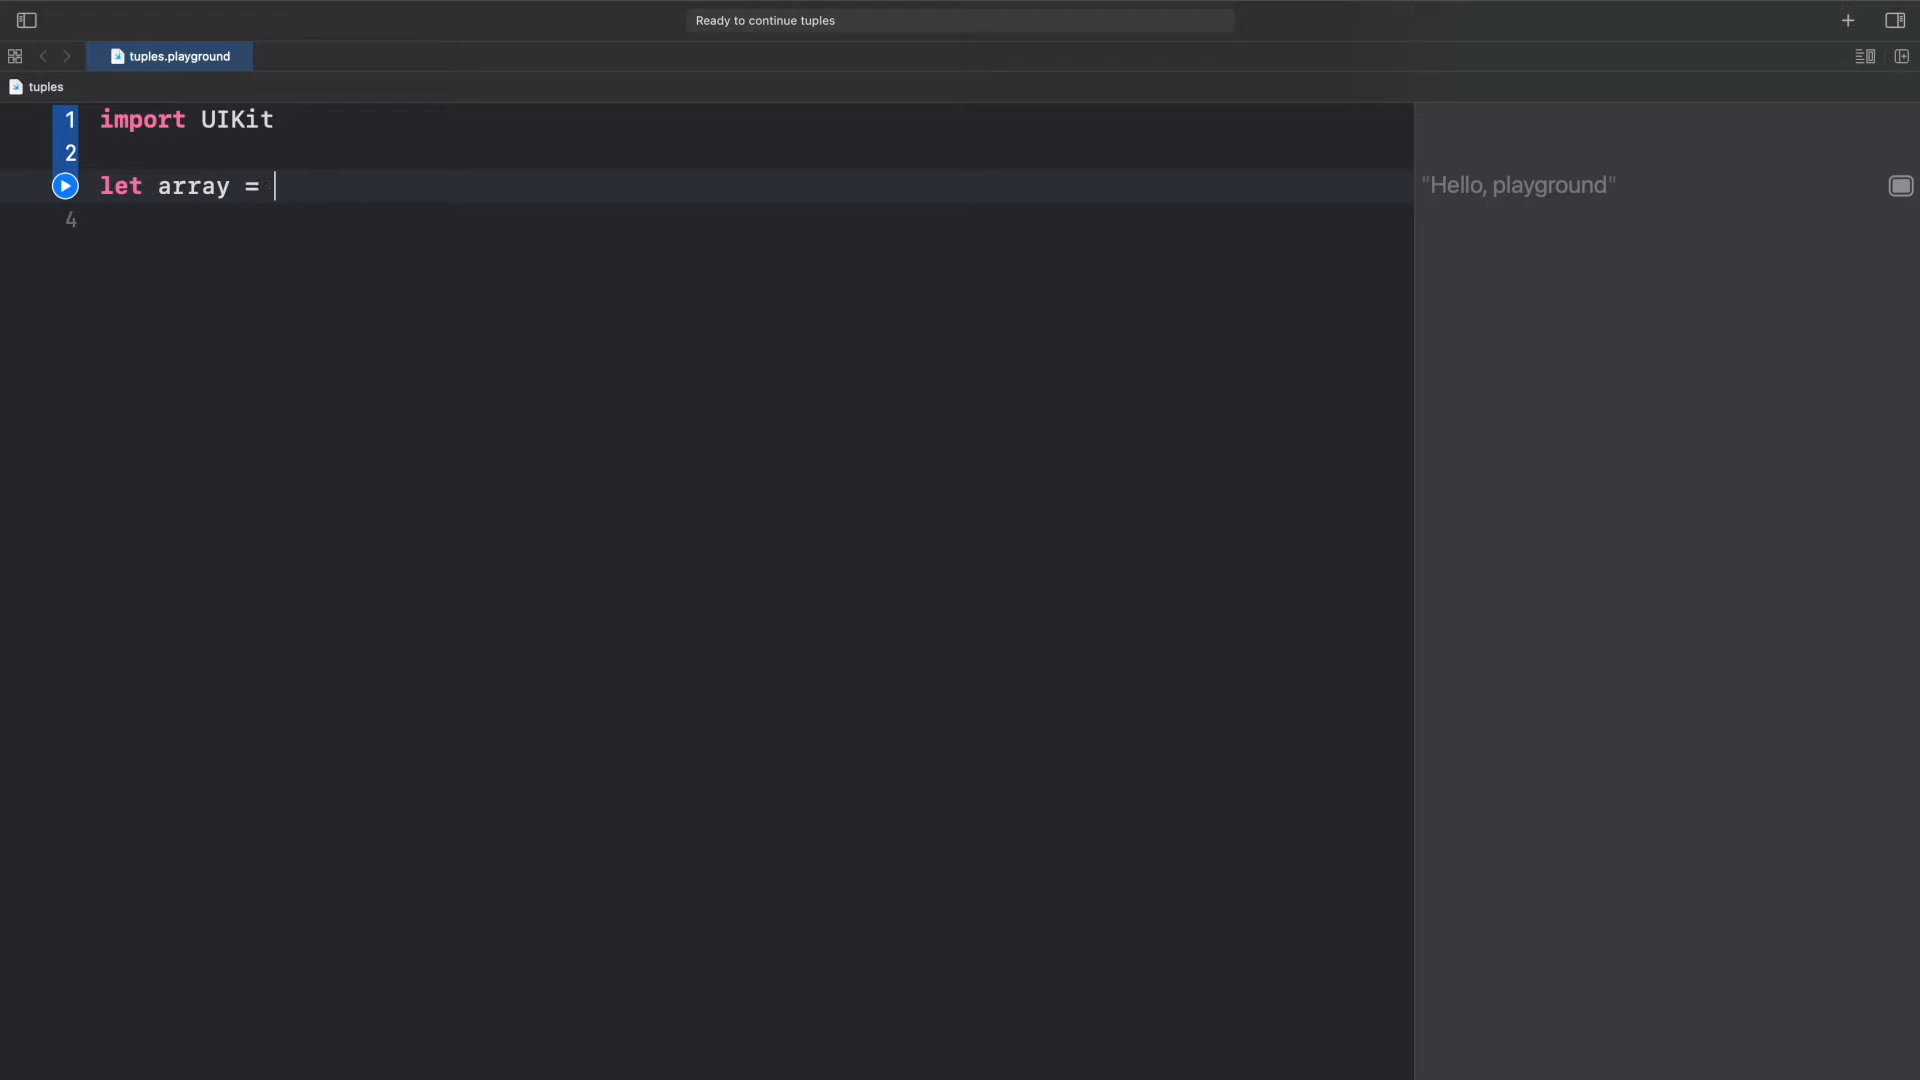 Ready to continue tuples
tuples.playground
tuples
1 import UIKit
2
let array =
"Hello, playground"
4